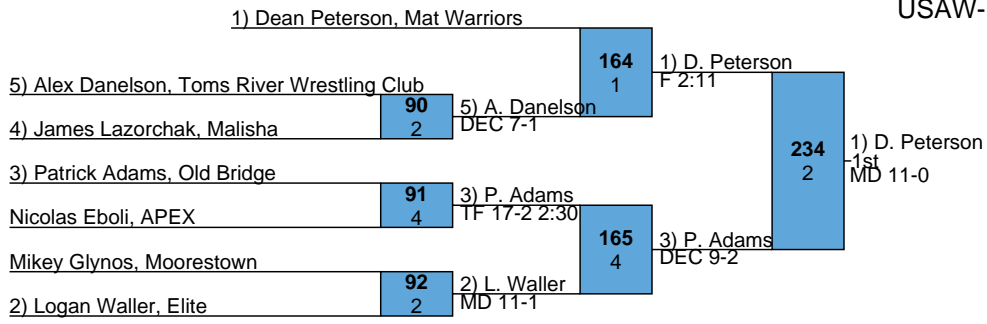 USAW-
1) Dean Peterson, Mat Warriors
164
1
1) D. Peterson
F 2:11
5) Alex Danelson, Toms River Wrestling Club
90
2
5) A. Danelson
DEC 7-1
4) James Lazorchak, Malisha
234
2
1) D. Peterson
1st
MD 11-0
3) Patrick Adams, Old Bridge
91
4
3) P. Adams
TF 17-2 2:30
Nicolas Eboli, APEX
165
4
3) P. Adams
DEC 9-2
Mikey Glynos, Moorestown
92
2
2) L. Waller
MD 11-1
2) Logan Waller, Elite